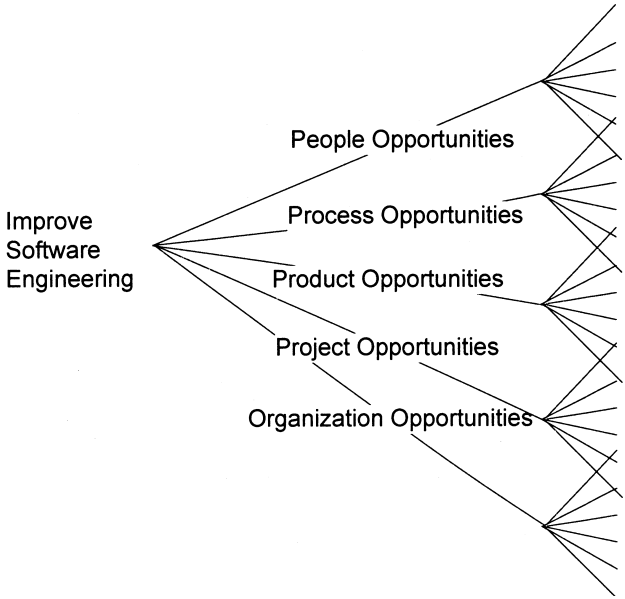 People Opportunities
Process Opportunities
Improve
Software
Engineering
Product Opportunities
Project Opportunities
Organization Opportunities